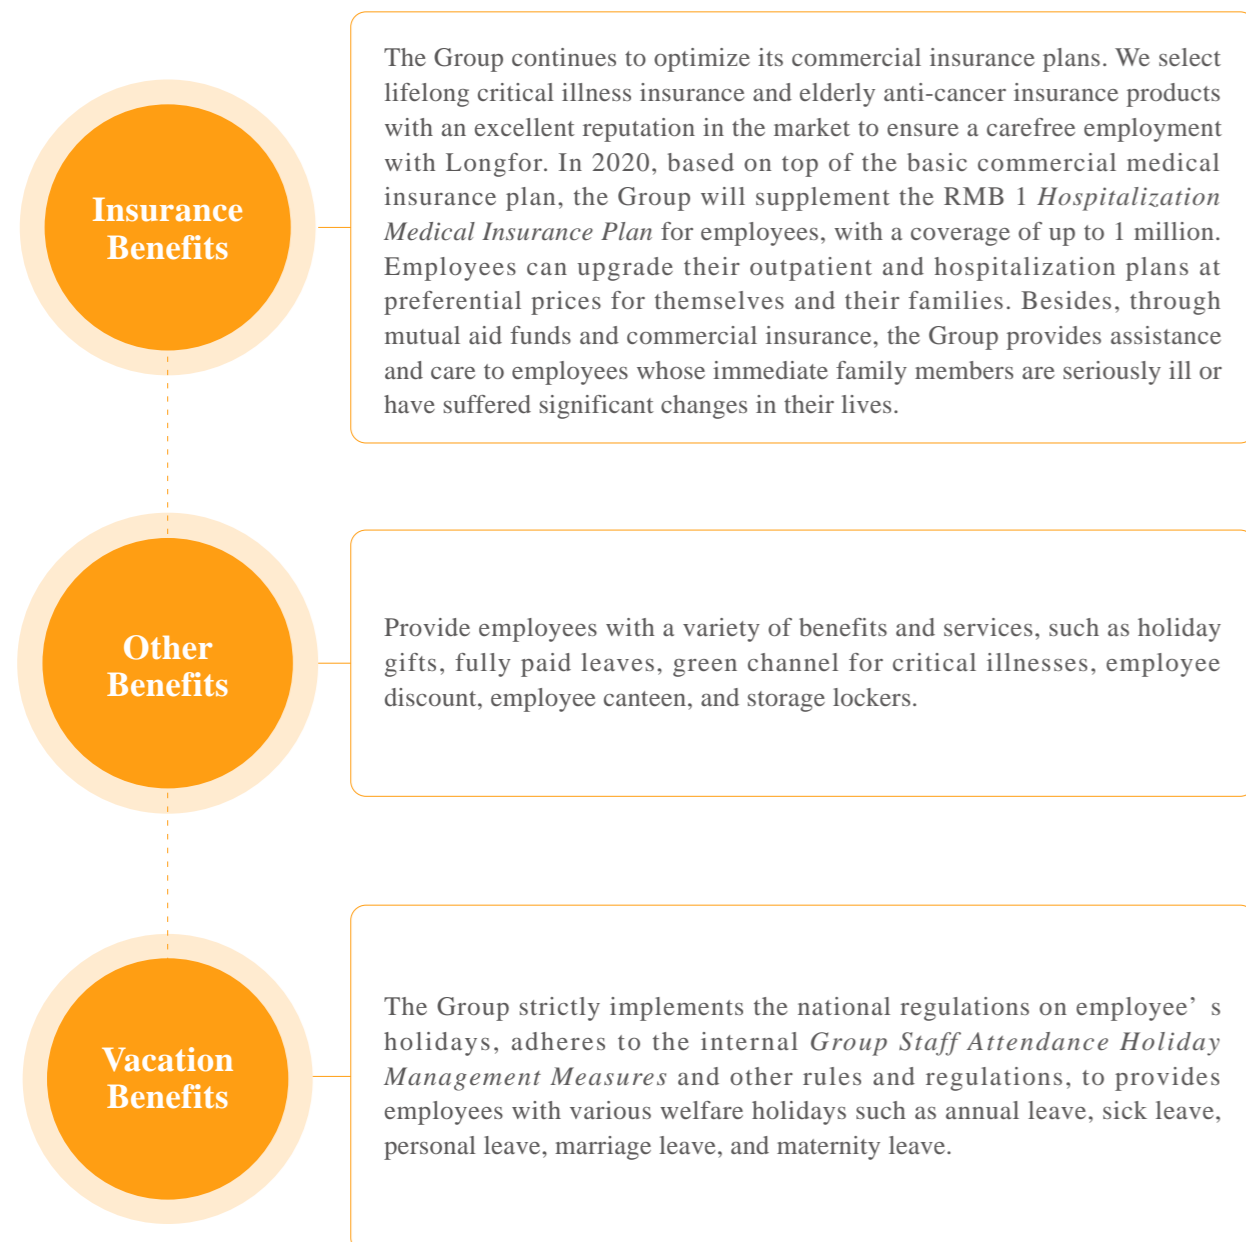 Insurance
Benefits
The Group continues to optimize its commercial insurance plans. We select
lifelong critical illness insurance and elderly anti-cancer insurance products
with an excellent reputation in the market to ensure a carefree employment
with Longfor. In 2020, based on top of the basic commercial medical
insurance plan, the Group will supplement the RMB 1 Hospitalization
Medical Insurance Plan for employees, with a coverage of up to 1 million.
Employees can upgrade their outpatient and hospitalization plans at
preferential prices for themselves and their families. Besides, through
mutual aid funds and commercial insurance, the Group provides assistance
and care to employees whose immediate family members are seriously ill or
have suffered significant changes in their lives.
Other
Benefits
Provide employees with a variety of benefits and services, such as holiday
gifts, fully paid leaves, green channel for critical illnesses, employee
discount, employee canteen, and storage lockers.
Vacation
Benefits
The Group strictly implements the national regulations on employee’ s
holidays, adheres to the internal Group Staff Attendance Holiday
Management Measures and other rules and regulations, to provides
employees with various welfare holidays such as annual leave, sick leave,
personal leave, marriage leave, and maternity leave.